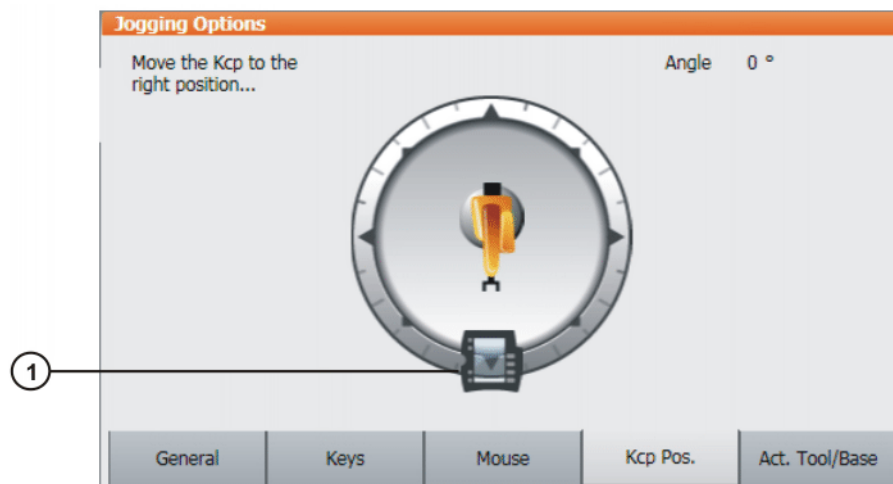 Jogging Options
Move the Kcp to the
right position...
Angle 0 °
1
General Keys Mouse Kcp Pos. Act. Tool/Base